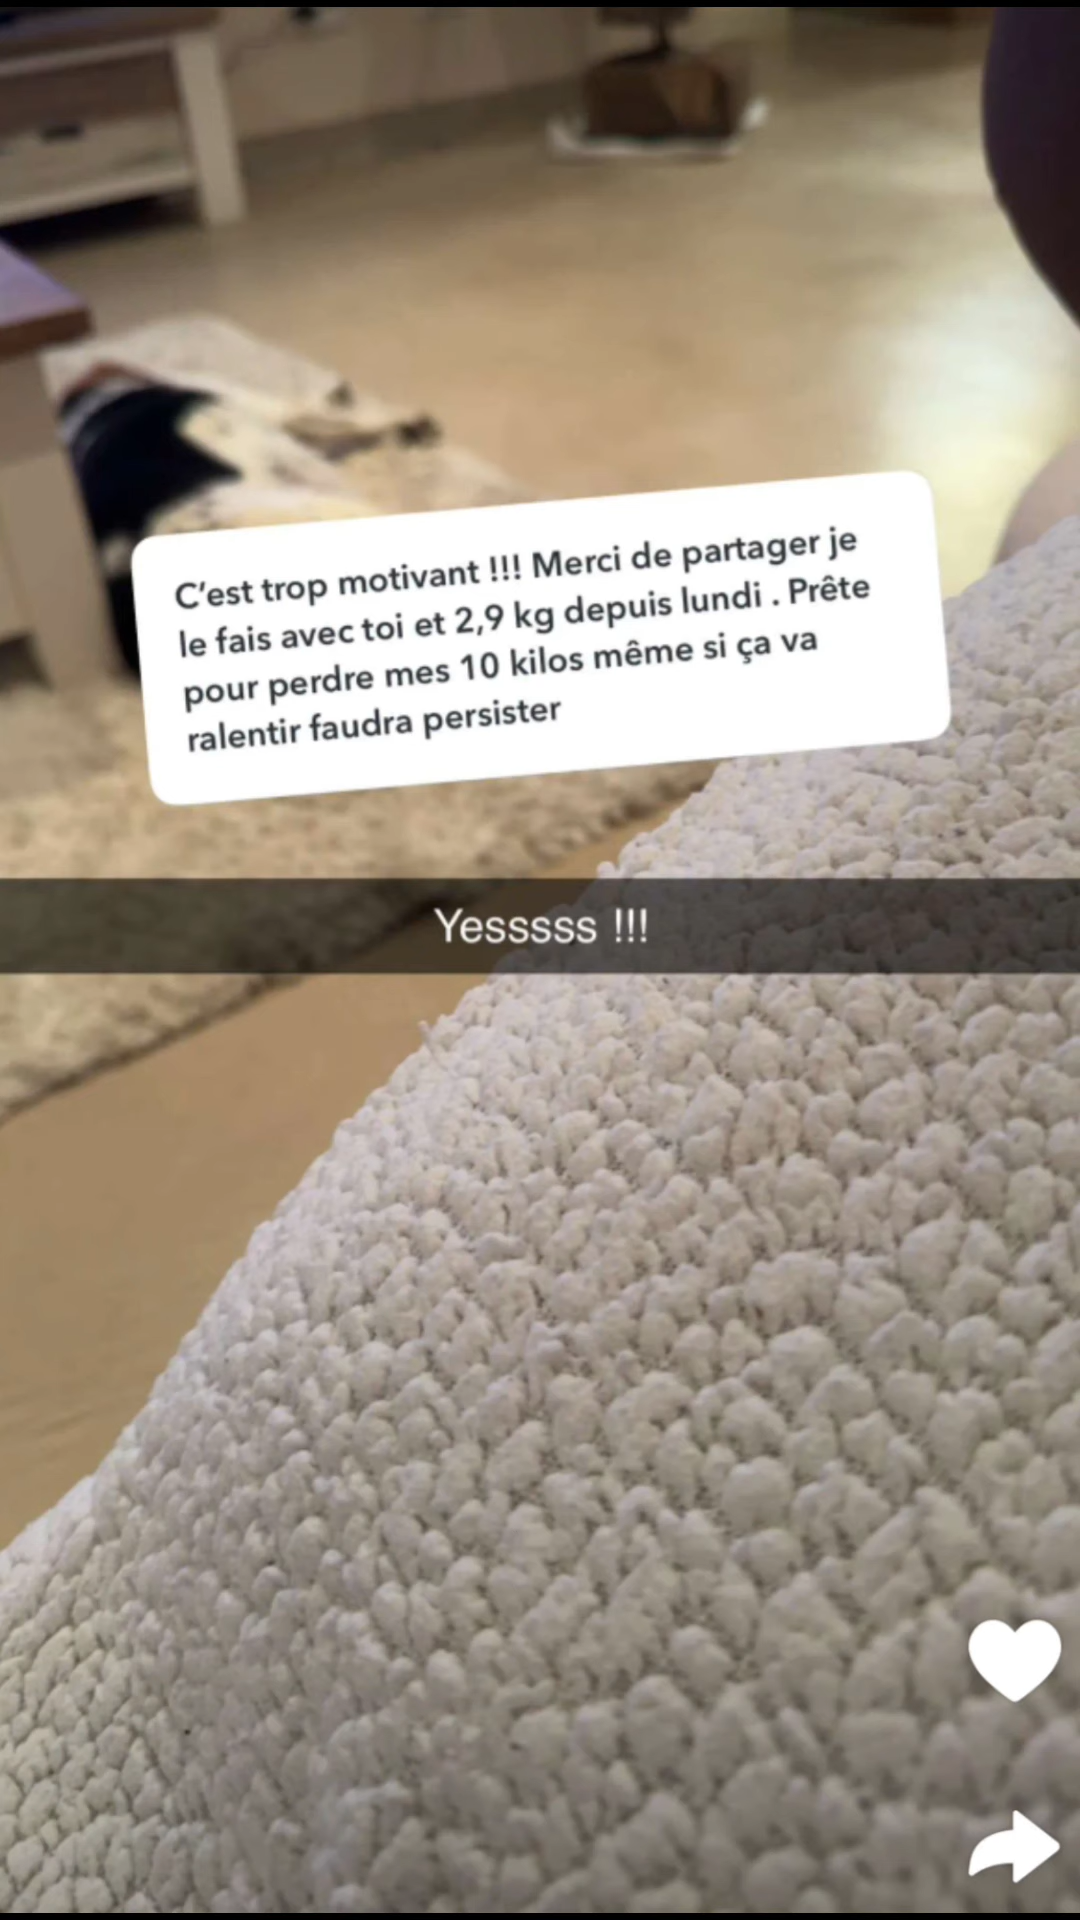 C'est trop motivant !!! Merci de partager je
le fais avec toi et 2,9 kg depuis lundi . Prête
pour perdre mes 10 kilos même si ça va
ralentir faudra persister
Yesssss !!!